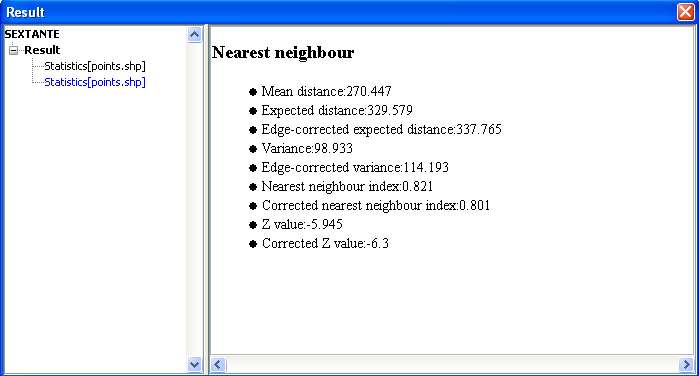 Result
SEXTANTE
Result
Statistics[points.shp]
Statistics[points.shp]
Nearest neighbour
Mean distance:270.447
Expected distance:329.579
Edge-corrected expected distance:337.765
Variance:98.933
Edge-corrected variance:114.193
Nearest neighbour index:0.821
Corrected nearest neighbour index:0.801
Z value:-5.945
Corrected Z value:-6.3